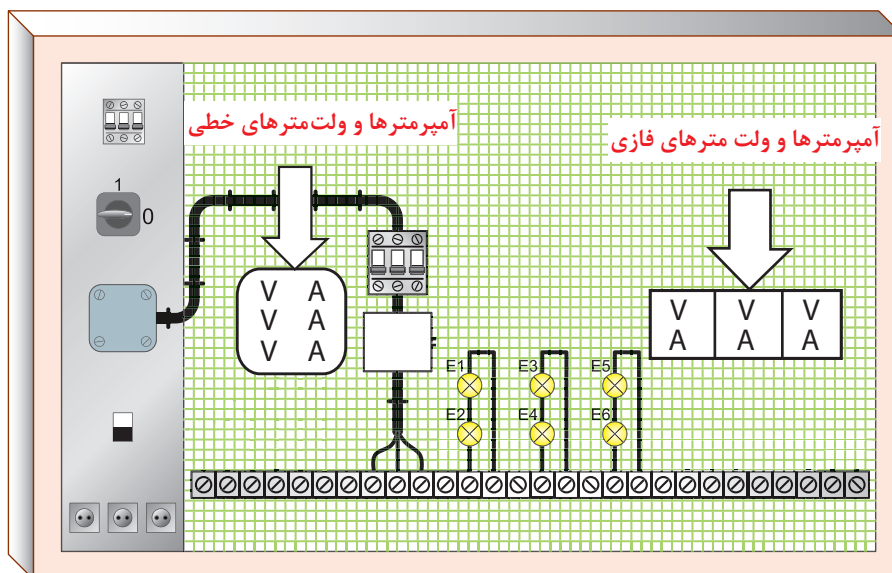 آمپرمترها و ولت‌مترهای خطی
آمپرمترها و ولت مترهای فازی
1
0
V A
V A
V A
V V V
A A A
E1 E3 E5
E2 E4 E6